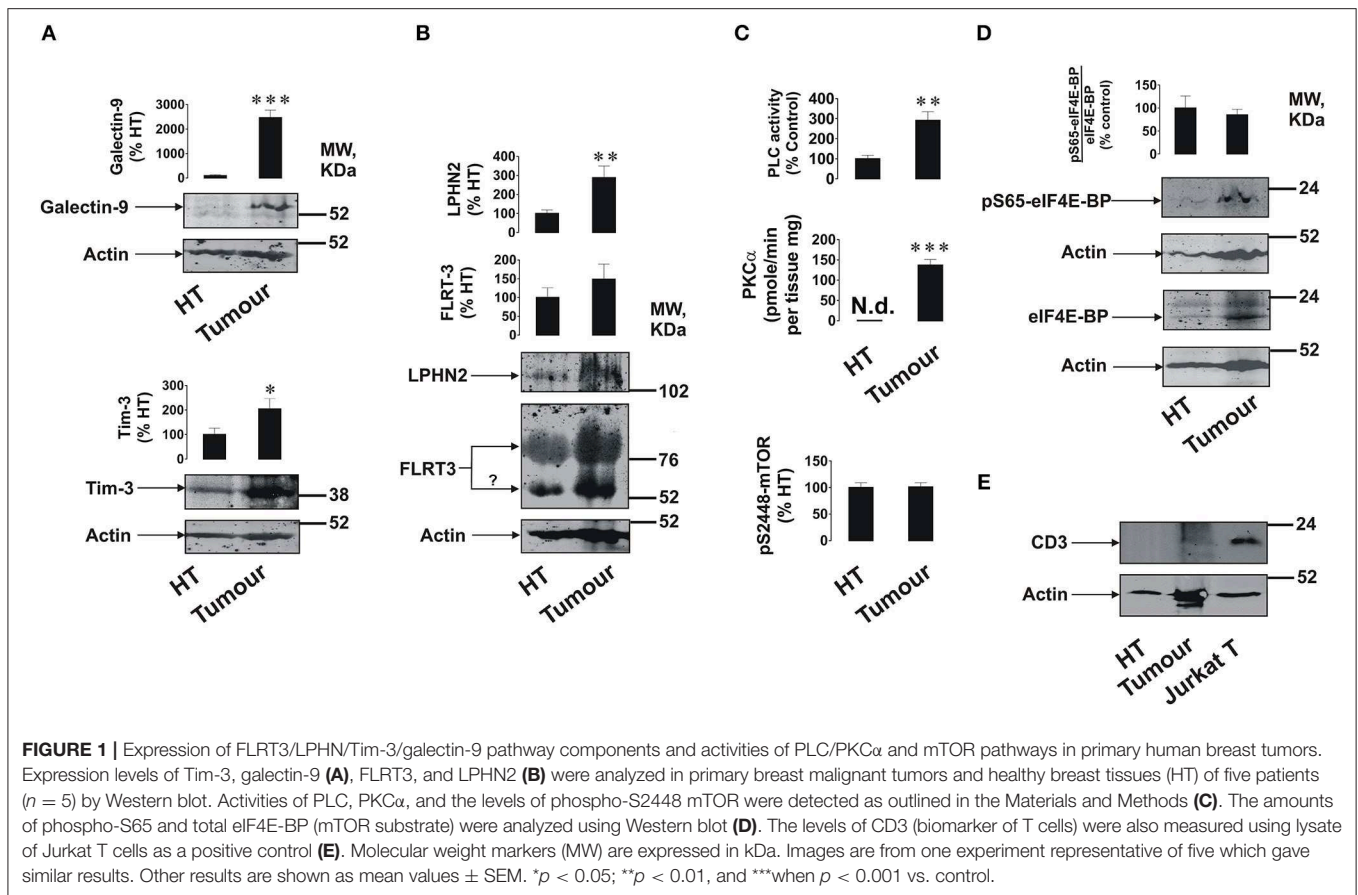 A
Galectin-9
(% HT)
3000
2000
1000
0
***
MW,
KDa
Galectin-9
52
Actin
52
HT
Tumour
Tim-3
(% HT)
300
200
100
0
*
Tim-3
38
Actin
52
HT
Tumour
B
LPHN2
(% HT)
400
300
200
100
0
**
FLRT-3
(% HT)
200
150
100
50
0
MW,
KDa
LPHN2
102
FLRT3
?
76
52
Actin
52
HT
Tumour
C
PLC activity
(% Control)
400
300
200
100
0
**
PKCα
(pmole/min
per tissue mg)
200
150
100
50
0
N.d.
***
HT
Tumour
pS2448-mTOR
(% HT)
150
100
50
0
HT
Tumour
D
pS65-eIF4E-BP
eIF4E-BP
(% control)
150
100
50
0
MW,
KDa
pS65-eIF4E-BP
24
Actin
52
eIF4E-BP
24
Actin
52
HT
Tumour
E
CD3
24
Actin
52
HT
Tumour
Jurkat T
FIGURE 1 | Expression of FLRT3/LPHN/Tim-3/galectin-9 pathway components and activities of PLC/PKCα and mTOR pathways in primary human breast tumors.
Expression levels of Tim-3, galectin-9 (A), FLRT3, and LPHN2 (B) were analyzed in primary breast malignant tumors and healthy breast tissues (HT) of five patients
(n = 5) by Western blot. Activities of PLC, PKCα, and the levels of phospho-S2448 mTOR were detected as outlined in the Materials and Methods (C). The amounts
of phospho-S65 and total eIF4E-BP (mTOR substrate) were analyzed using Western blot (D). The levels of CD3 (biomarker of T cells) were also measured using lysate
of Jurkat T cells as a positive control (E). Molecular weight markers (MW) are expressed in kDa. Images are from one experiment representative of five which gave
similar results. Other results are shown as mean values ± SEM. *p < 0.05; **p < 0.01, and ***when p < 0.001 vs. control.